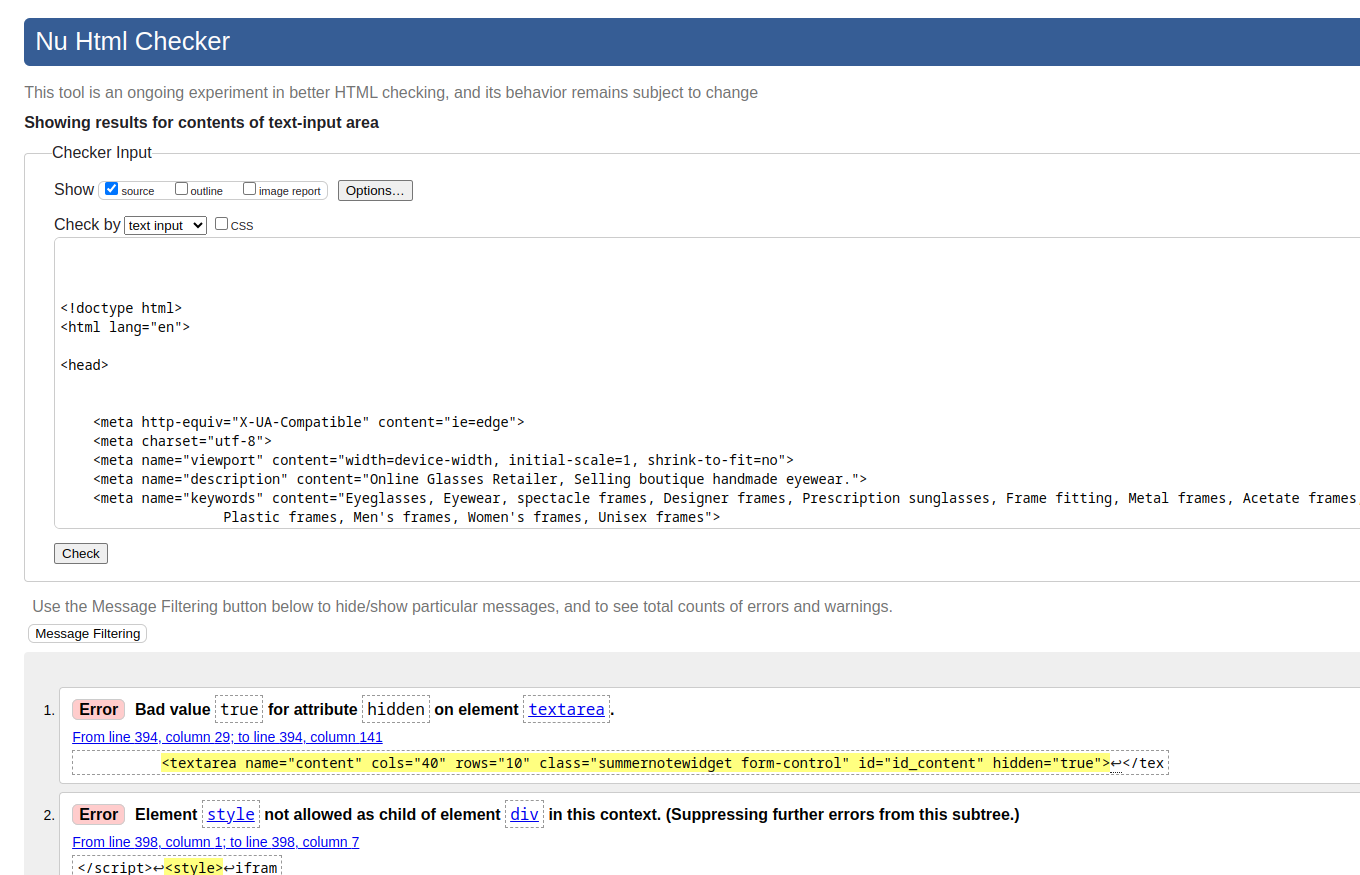 Nu Html Checker
This tool is an ongoing experiment in better HTML checking, and its behavior remains subject to change
Showing results for contents of text-input area
Checker Input
Show source outline image report Options...
Check by text input CSS
<!doctype html>
<html lang="en">
<head>
<meta http-equiv="X-UA-Compatible" content="ie=edge">
<meta charset="utf-8">
<meta name="viewport" content="width=device-width, initial-scale=1, shrink-to-fit=no">
<meta name="description" content="Online Glasses Retailer, Selling boutique handmade eyewear.">
<meta name="keywords" content="Eyeglasses, Eyewear, spectacle frames, Designer frames, Prescription sunglasses, Frame fitting, Metal frames, Acetate frames,
Plastic frames, Men's frames, Women's frames, Unisex frames">
Check
Use the Message Filtering button below to hide/show particular messages, and to see total counts of errors and warnings.
Message Filtering
1. Error Bad value true for attribute hidden on element textarea.
From line 394, column 29; to line 394, column 141
<textarea name="content" cols="40" rows="10" class="summernotewidget form-control" id="id_content" hidden="true">↩</tex
2. Error Element style not allowed as child of element div in this context. (Suppressing further errors from this subtree.)
From line 398, column 1; to line 398, column 7
</script>↩<style>↩ifram